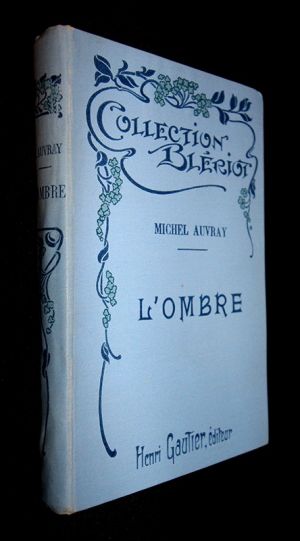 COLLECTION
BLÉRIOT
MICHEL AUVRAY
L'OMBRE
Henri Gautier, éditeur
AUVRAY
OMBRE